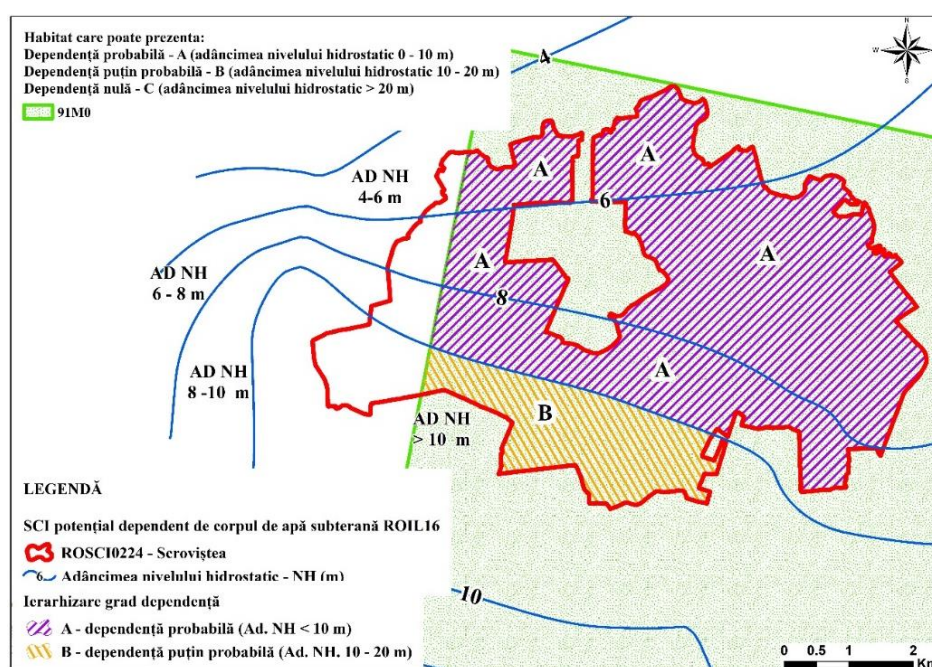 Habitat care poate prezenta:
Dependență probabilă - A (adâncimea nivelului hidrostatic 0 - 10 m)
Dependență puțin probabilă - B (adâncimea nivelului hidrostatic 10 - 20 m)
Dependență nulă - C (adâncimea nivelului hidrostatic > 20 m)
91M0
4
N
W
E
S
A
A
AD NH
4-6 m
6
A
A
AD NH
6 - 8 m
8
AD NH
8 -10 m
A
B
AD NH
> 10 m
LEGENDĂ
SCI potențial dependent de corpul de apă subterană ROIL16
ROSCI0224 - Scroviștea
6 Adâncimea nivelului hidrostatic - NH (m)
10
Ierarhizare grad dependență
A - dependență probabilă (Ad. NH < 10 m)
B - dependență puțin probabilă (Ad. NH. 10 - 20 m)
0 0.5 1 2
Km